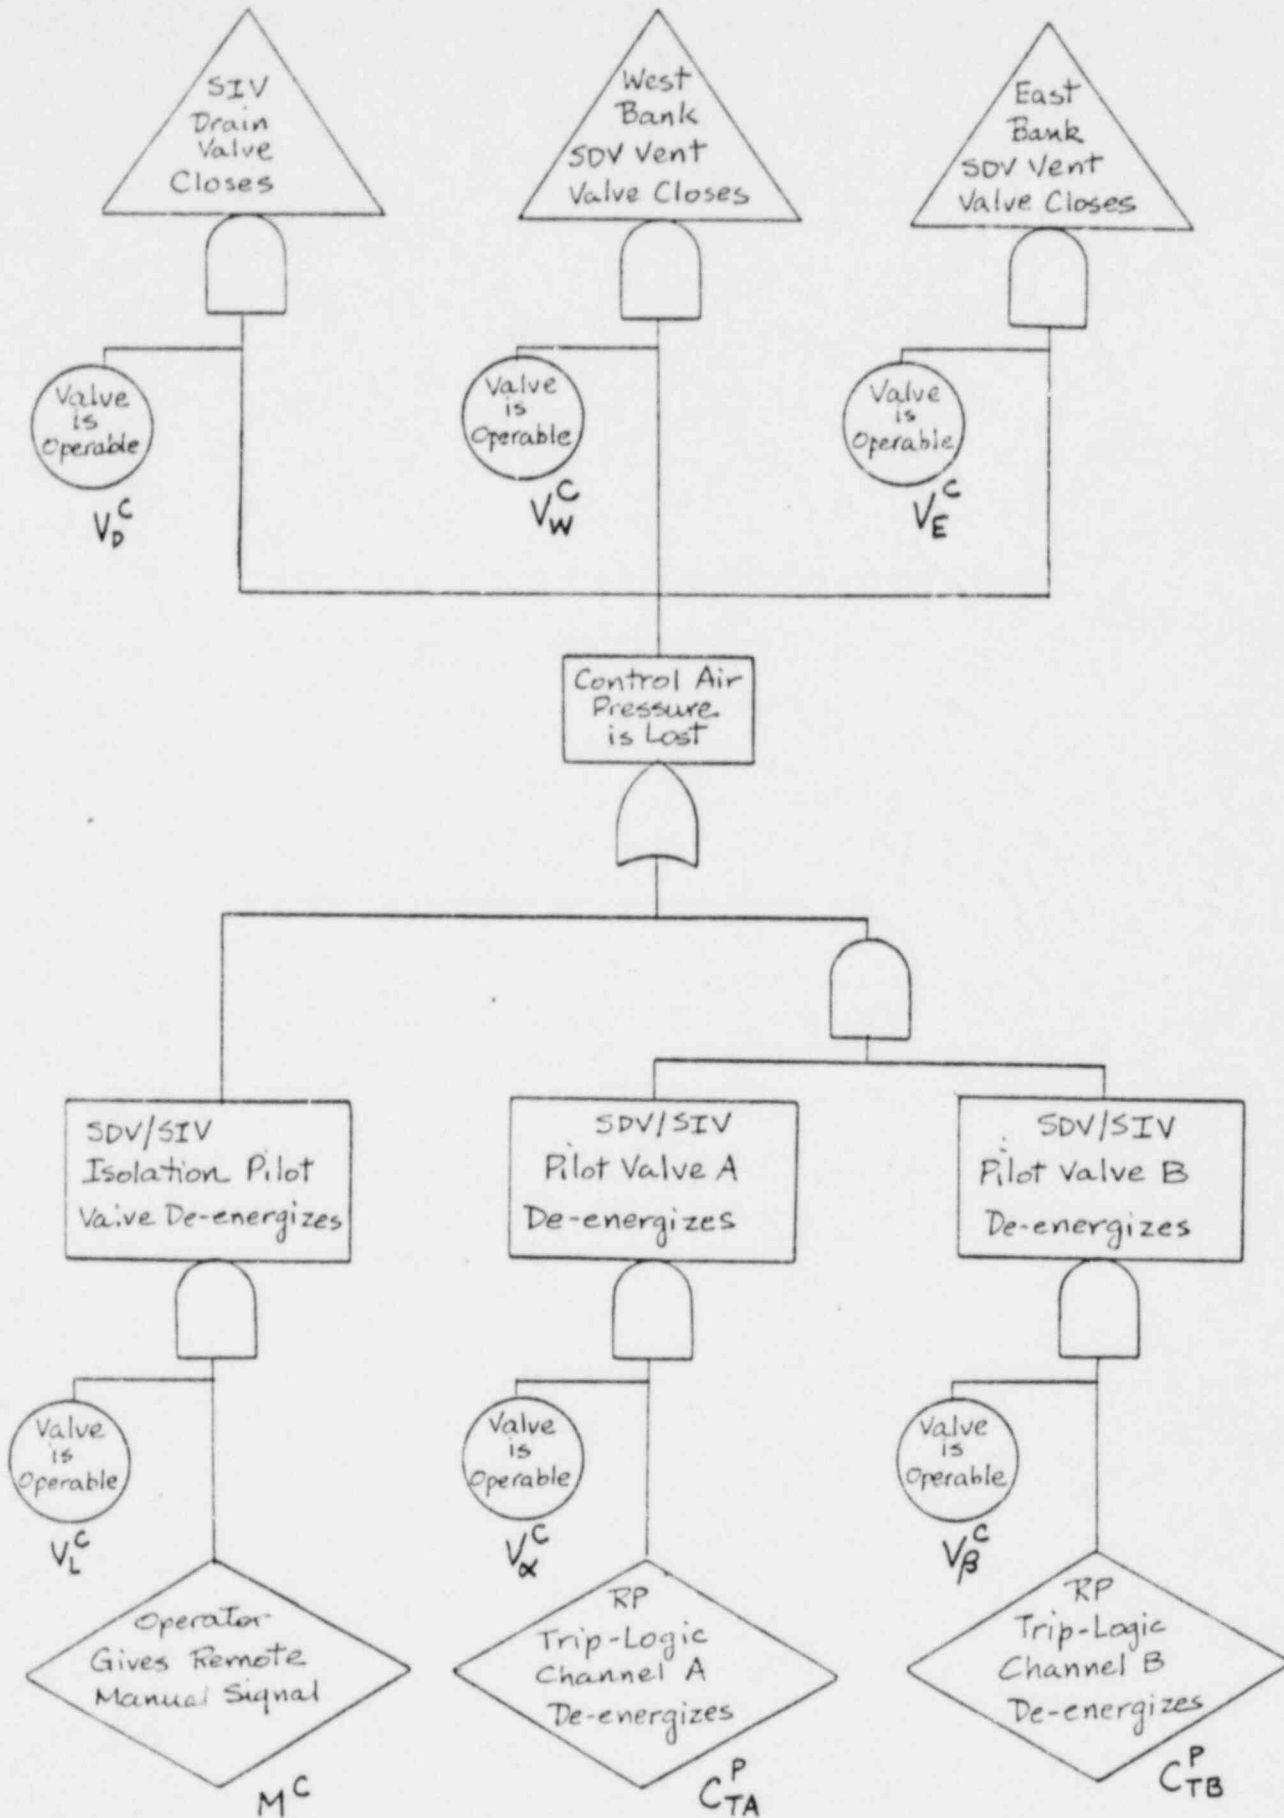 SIV
Drain
Valve
Closes
West
Bank
SDV Vent
Valve Closes
East
Bank
SDV Vent
Valve Closes
Valve
is
Operable
V_D^C
Valve
is
Operable
V_W^C
Valve
is
Operable
V_E^C
Control Air
Pressure
is Lost
SDV/SIV
Isolation Pilot
Valve De-energizes
SDV/SIV
Pilot Valve A
De-energizes
SDV/SIV
Pilot Valve B
De-energizes
Valve
is
Operable
V_L^C
Valve
is
Operable
V_α^C
Valve
is
Operable
V_β^C
Operator
Gives Remote
Manual Signal
M^C
RP
Trip-Logic
Channel A
De-energizes
C_TA^P
RP
Trip-Logic
Channel B
De-energizes
C_TB^P